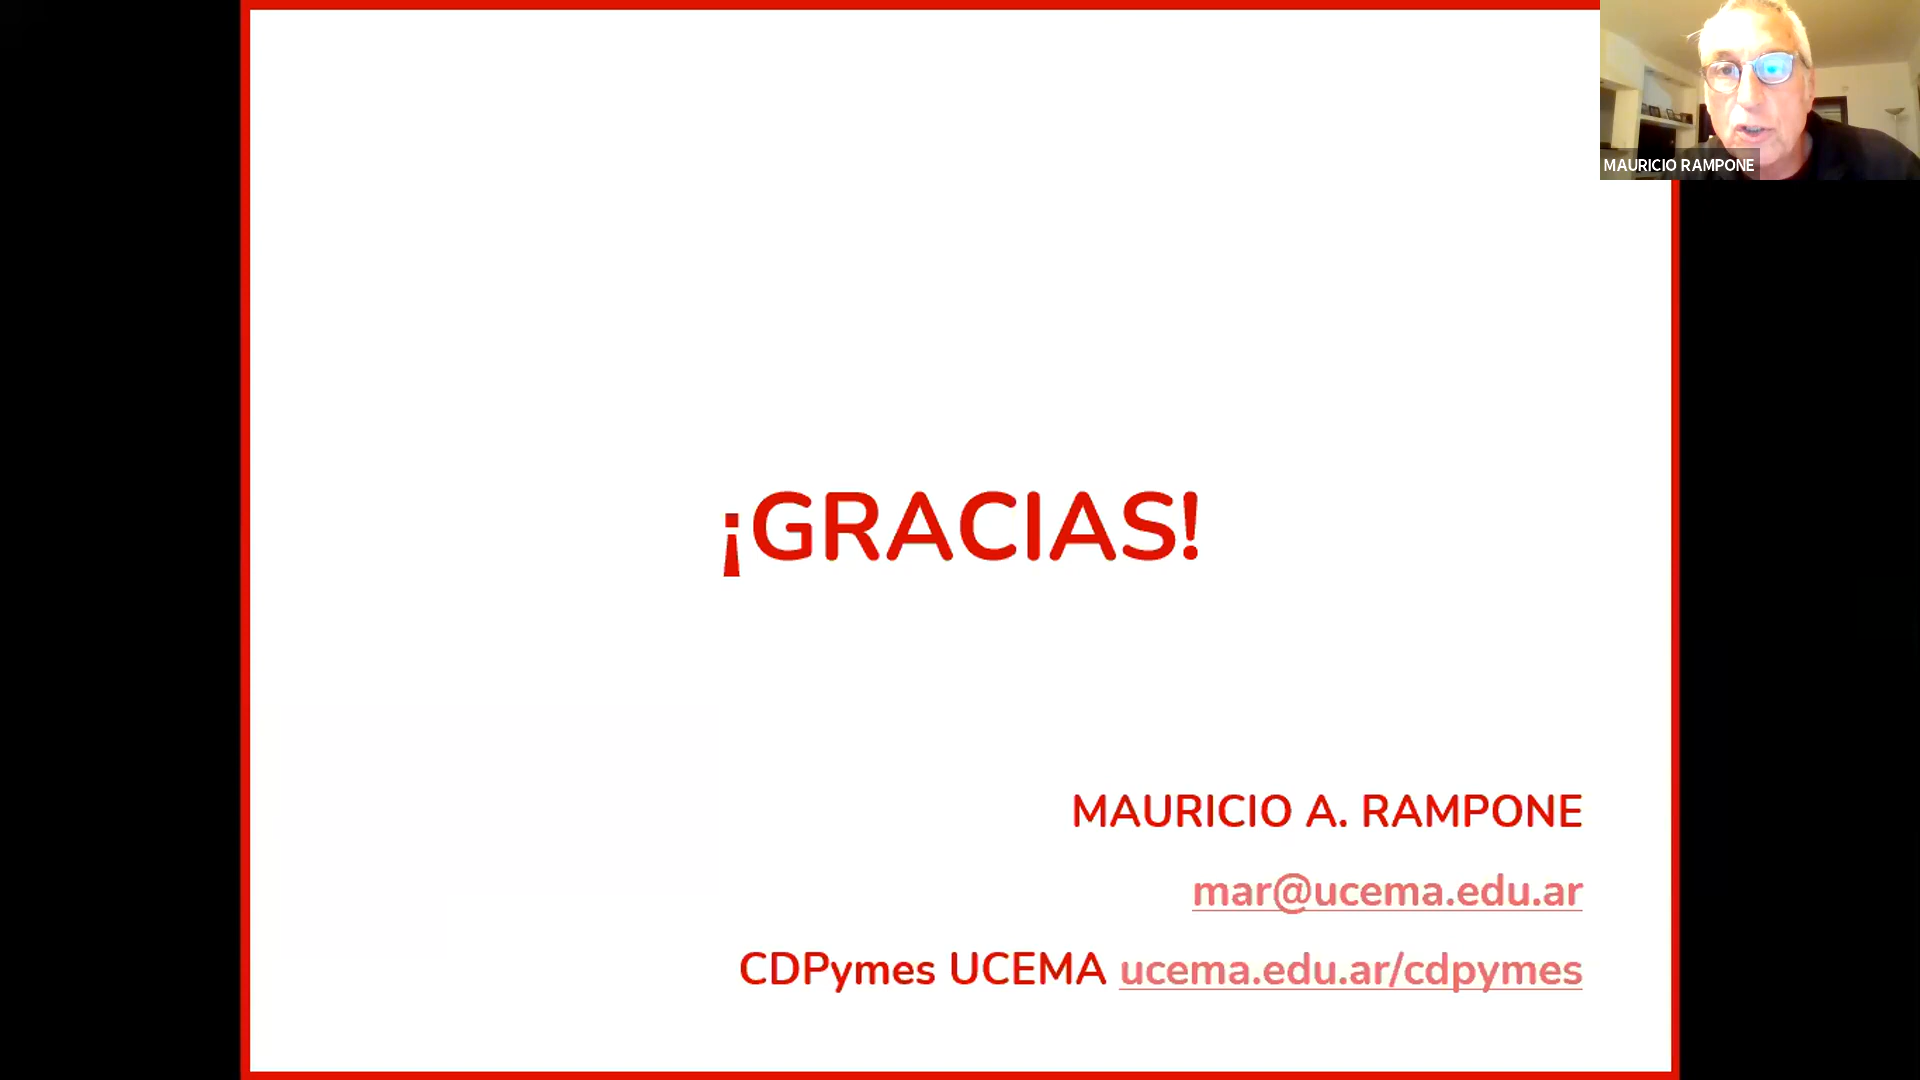 MAURICIO RAMPONE
¡GRACIAS!
MAURICIO A. RAMPONE
mar@ucema.edu.ar
CDPymes UCEMA ucema.edu.ar/cdpymes